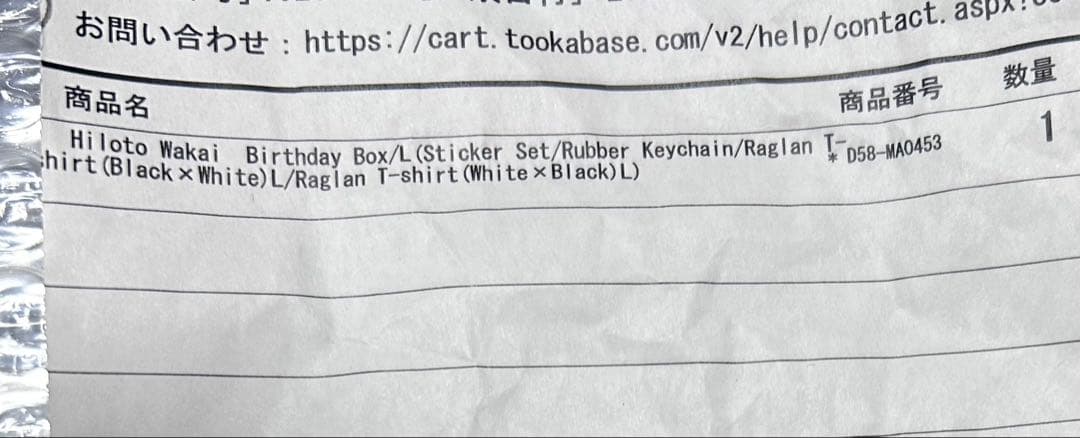 お問い合わせ : https://cart.tookabase.com/v2/help/contact.aspx?
商品名 商品番号 数量
Hiloto Wakai Birthday Box/L(Sticker Set/Rubber Keychain/Raglan T-
shirt(Black×White)L/Raglan T-shirt(White×Black)L) * D58-MA0453 1